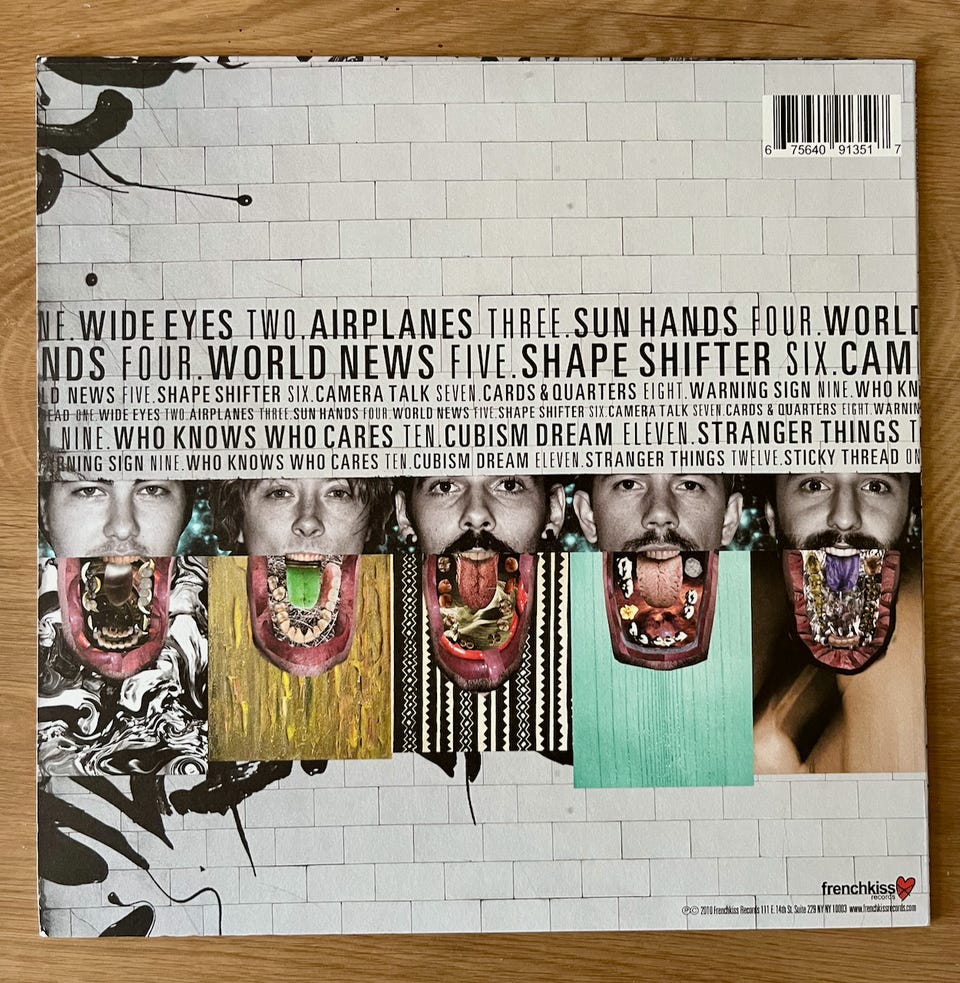 6 75640 91351 7
NE.WIDE EYES TWO.AIRPLANES THREE.SUN HANDS FOUR.WORLD
NDS FOUR.WORLD NEWS FIVE.SHAPE SHIFTER SIX.CAM
LD NEWS FIVE.SHAPE SHIFTER SIX.CAMERA TALK SEVEN.CARDS & QUARTERS EIGHT.WARNING SIGN NINE.WHO KN
EAD ONE.WIDE EYES TWO.AIRPLANES THREE.SUN HANDS FOUR.WORLD NEWS FIVE.SHAPE SHIFTER SIX.CAMERA TALK SEVEN.CARDS & QUARTERS EIGHT.WARNIN
NINE.WHO KNOWS WHO CARES TEN.CUBISM DREAM ELEVEN.STRANGER THINGS T
RNING SIGN NINE.WHO KNOWS WHO CARES TEN.CUBISM DREAM ELEVEN.STRANGER THINGS TWELVE.STICKY THREAD ON
frenchkiss
records
℗© 2010 Frenchkiss Records 111 E. 14th St. Suite 229 NY NY 10003 www.frenchkissrecords.com